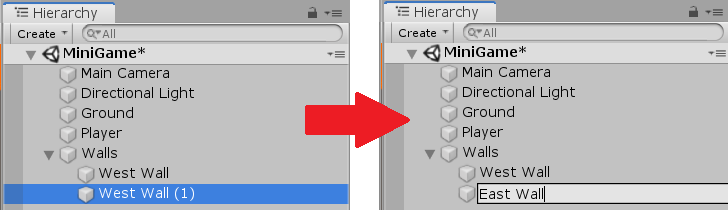 Hierarchy
Create
All
MiniGame*
Main Camera
Directional Light
Ground
Player
Walls
West Wall
West Wall (1)
Hierarchy
Create
All
MiniGame*
Main Camera
Directional Light
Ground
Player
Walls
West Wall
East Wall